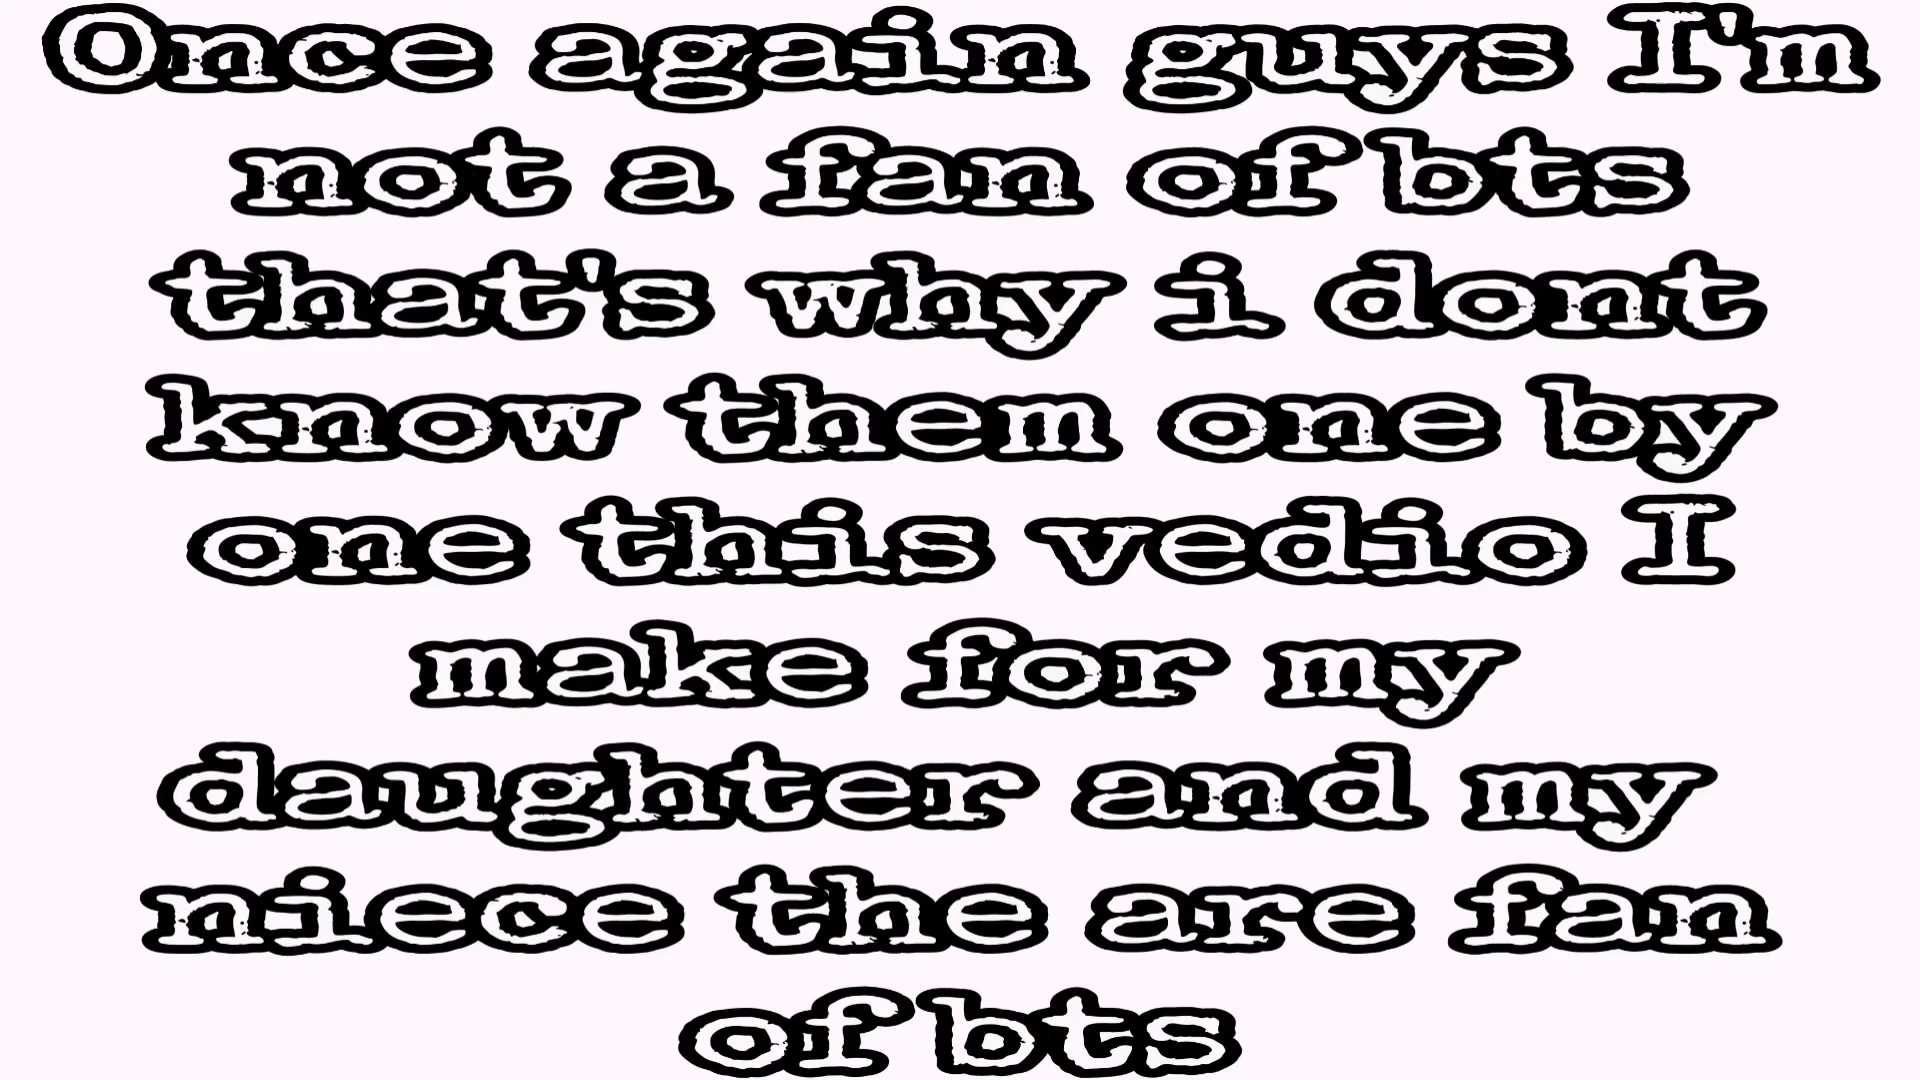 Once again guys I'm
not a fan of bts
that's why i dont
know them one by
one this vedio I
make for my
daughter and my
niece the are fan
of bts